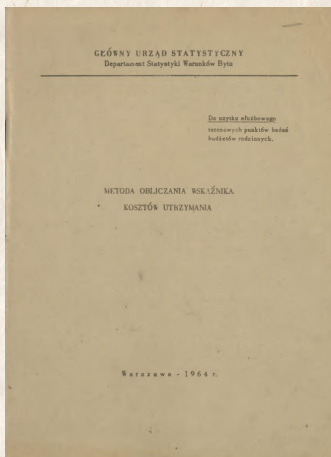 GŁÓWNY URZĄD STATYSTYCZNY
Departament Statystyki Warunków Bytu
Do użytku służbowego
terenowych punktów badań
budżetów rodzinnych.
METODA OBLICZANIA WSKAŹNIKA
KOSZTÓW UTRZYMANIA
Warszawa - 1964 r.